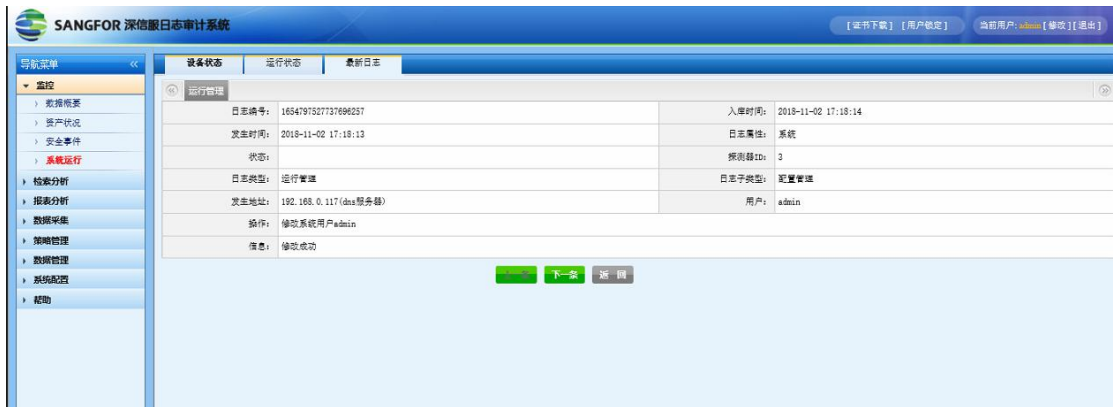 SANGFOR 深信服日志审计系统
[证书下载] [用户锁定] 当前用户:admin[修改][退出]
导航菜单 «
设备状态 运行状态 最新日志
监控
运行管理
数据概要
资产状况
安全事件
系统运行
检索分析
报表分析
数据采集
策略管理
数据管理
系统配置
帮助
日志编号: 1654797527737696257 入库时间: 2018-11-02 17:18:14
发生时间: 2018-11-02 17:18:13 日志属性: 系统
状态: 探测器ID: 3
日志类型: 运行管理 日志子类型: 配置管理
发生地址: 192.168.0.117(dns服务器) 用户: admin
操作: 修改系统用户admin
信息: 修改成功
下一条 返 回